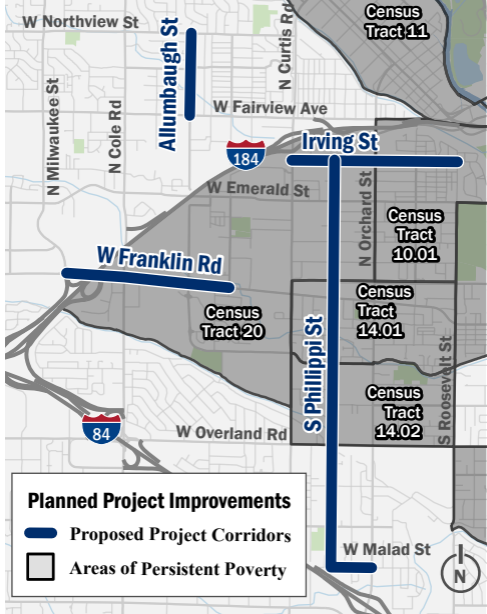 W Northview St
Census
Tract 11
Allumbaugh St
N Curtis Rd
N Milwaukee St
N Cole Rd
W Fairview Ave
184
Irving St
W Emerald St
N Orchard St
Census
Tract
10.01
W Franklin Rd
Census
Tract 20
Census
Tract
14.01
S Phillippi St
S Roosevelt St
Census
Tract
14.02
84
W Overland Rd
Planned Project Improvements
Proposed Project Corridors
Areas of Persistent Poverty
W Malad St
N